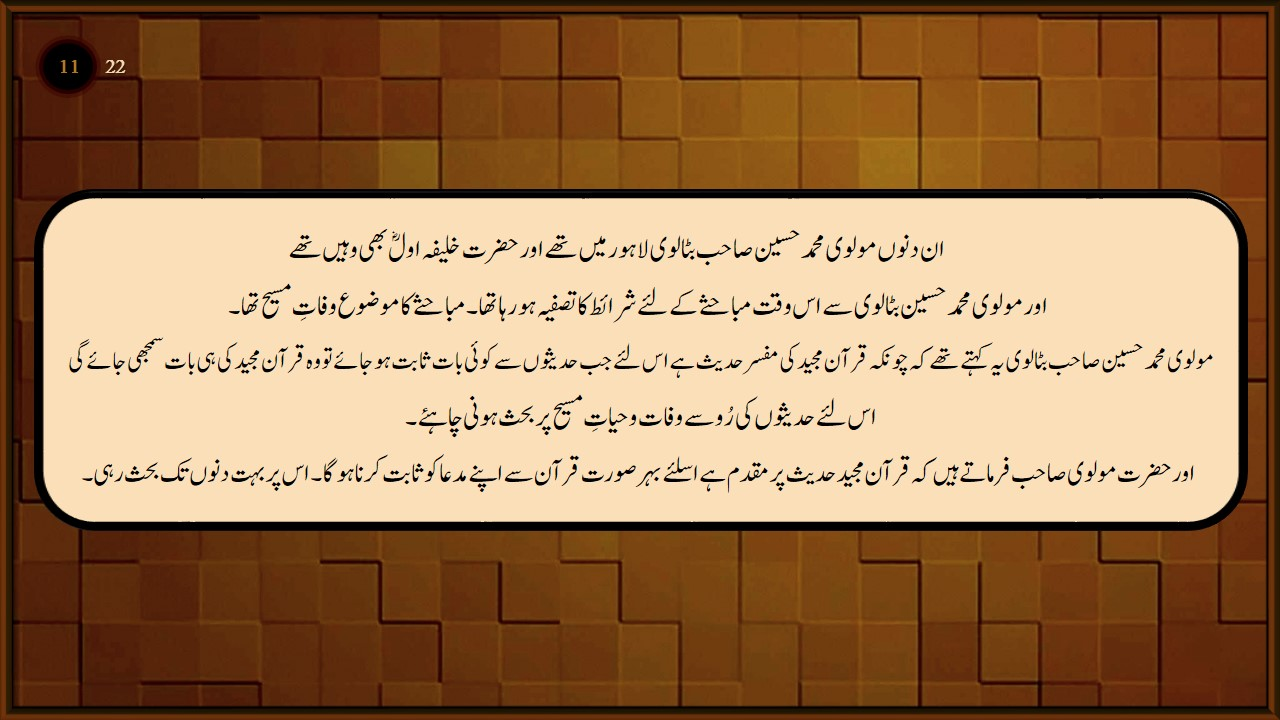 11 22
ان دنوں مولوی محمد حسین صاحب بٹالوی لاہور میں تھے اور حضرت خلیفہ اولؓ بھی وہیں تھے
اور مولوی محمد حسین بٹالوی سے اس وقت مباحثے کے لئے شرائط کا تصفیہ ہورہا تھا۔ مباحثے کا موضوع وفاتِ مسیح تھا۔
مولوی محمد حسین صاحب بٹالوی یہ کہتے تھے کہ چونکہ قرآن مجید کی مفسر حدیث ہے اس لئے جب حدیثوں سے کوئی بات ثابت ہو جائے تو وہ قرآن مجید کی ہی بات سمجھی جائے گی
اس لئے حدیثوں کی رُو سے وفات و حیاتِ مسیح پر بحث ہونی چاہئے۔
اور حضرت مولوی صاحب فرماتے ہیں کہ قرآن مجید حدیث پر مقدم ہے اسلئے بہر صورت قرآن سے اپنے مدعا کو ثابت کرنا ہو گا۔ اس پر بہت دنوں تک بحث رہی۔